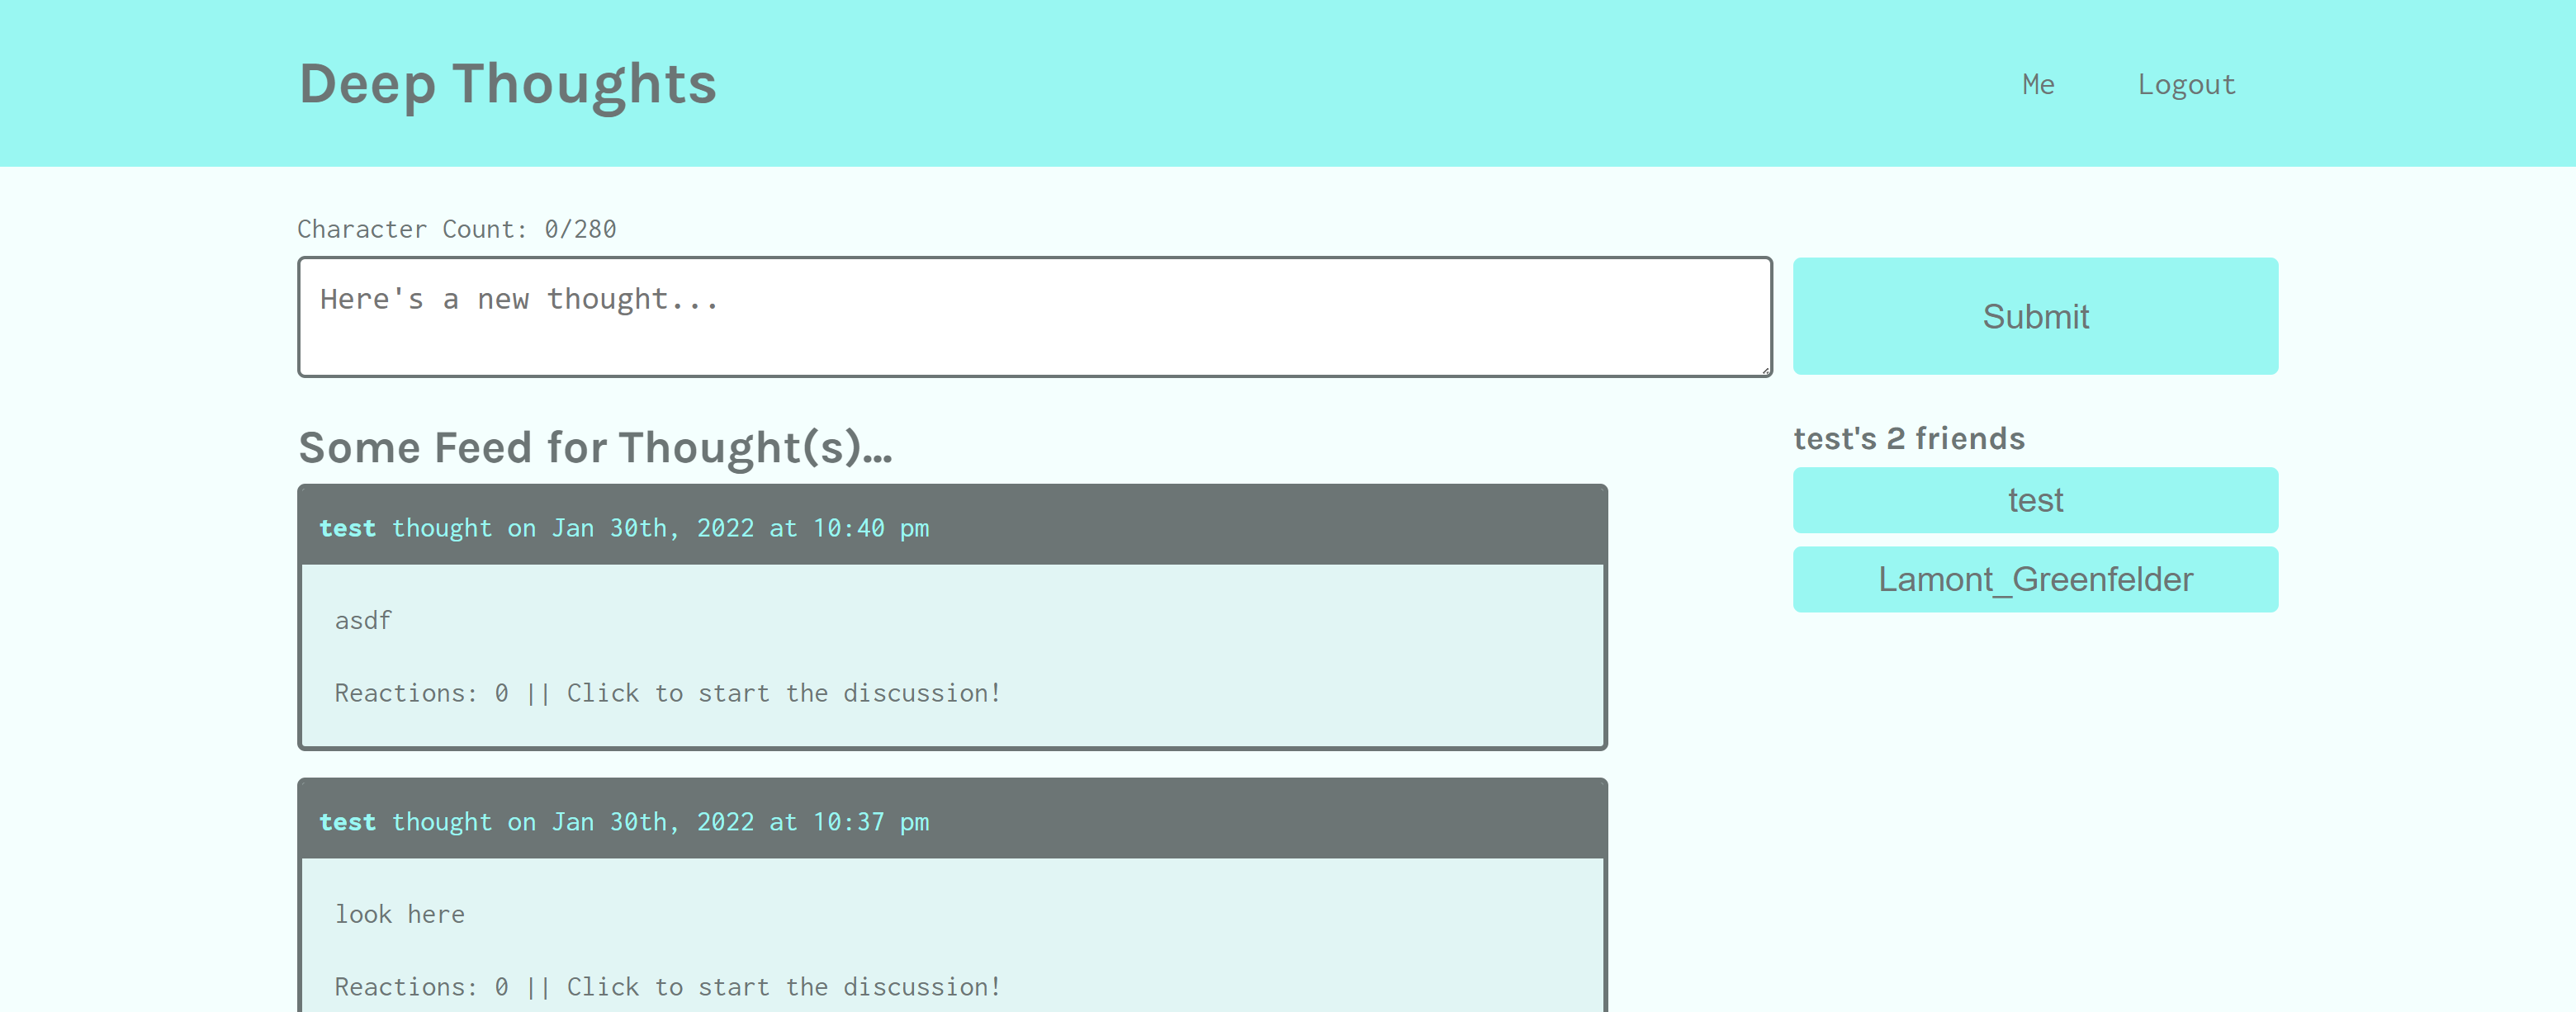 Deep Thoughts
Me Logout
Character Count: 0/280
Here's a new thought...
Submit
Some Feed for Thought(s)...
test thought on Jan 30th, 2022 at 10:40 pm
asdf
Reactions: 0 || Click to start the discussion!
test thought on Jan 30th, 2022 at 10:37 pm
look here
Reactions: 0 || Click to start the discussion!
test's 2 friends
test
Lamont_Greenfelder